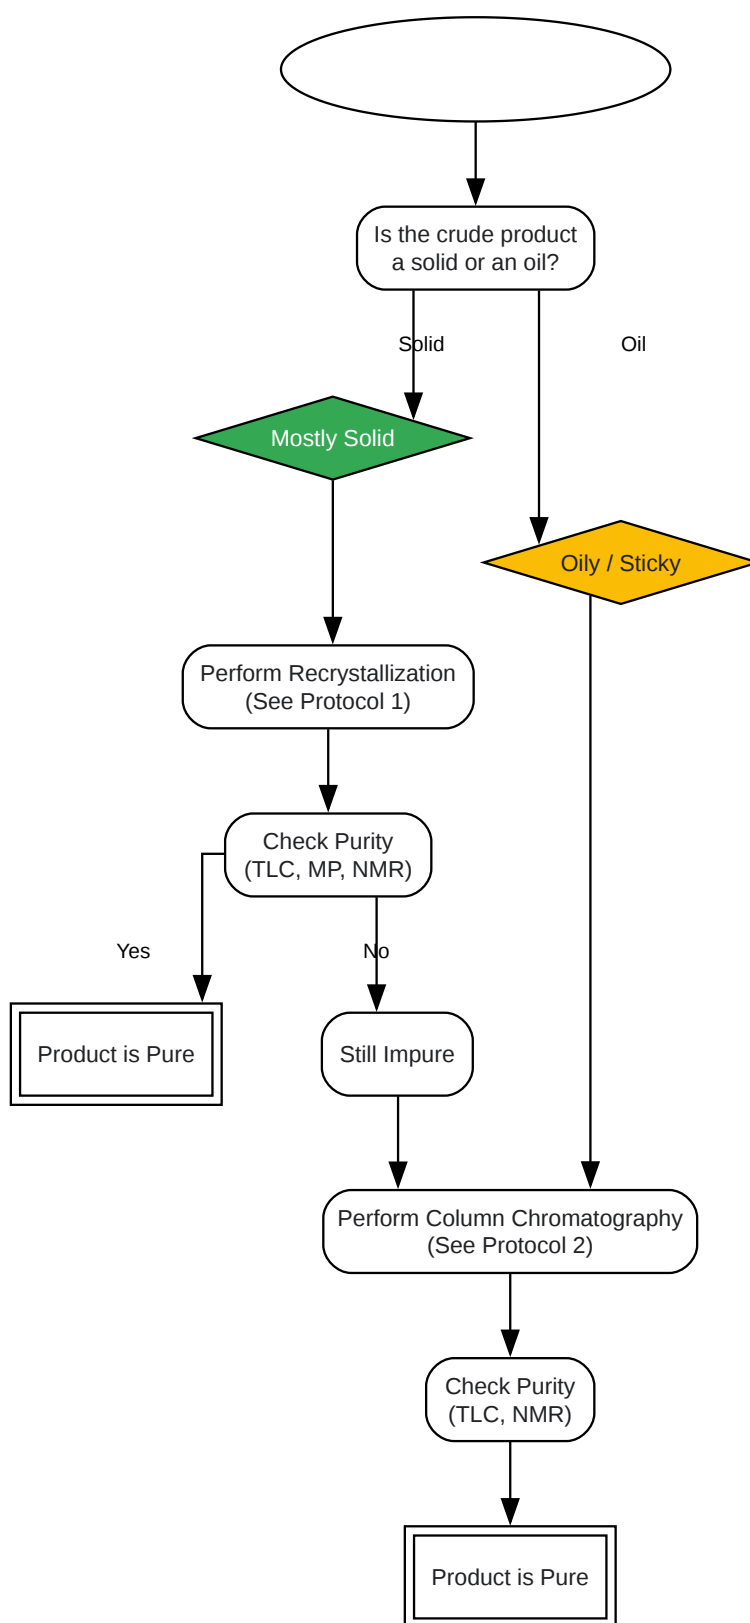 Is the crude product
a solid or an oil?
Solid
Oil
Mostly Solid
Oily / Sticky
Perform Recrystallization
(See Protocol 1)
Check Purity
(TLC, MP, NMR)
Yes
No
Product is Pure
Still Impure
Perform Column Chromatography
(See Protocol 2)
Check Purity
(TLC, NMR)
Product is Pure